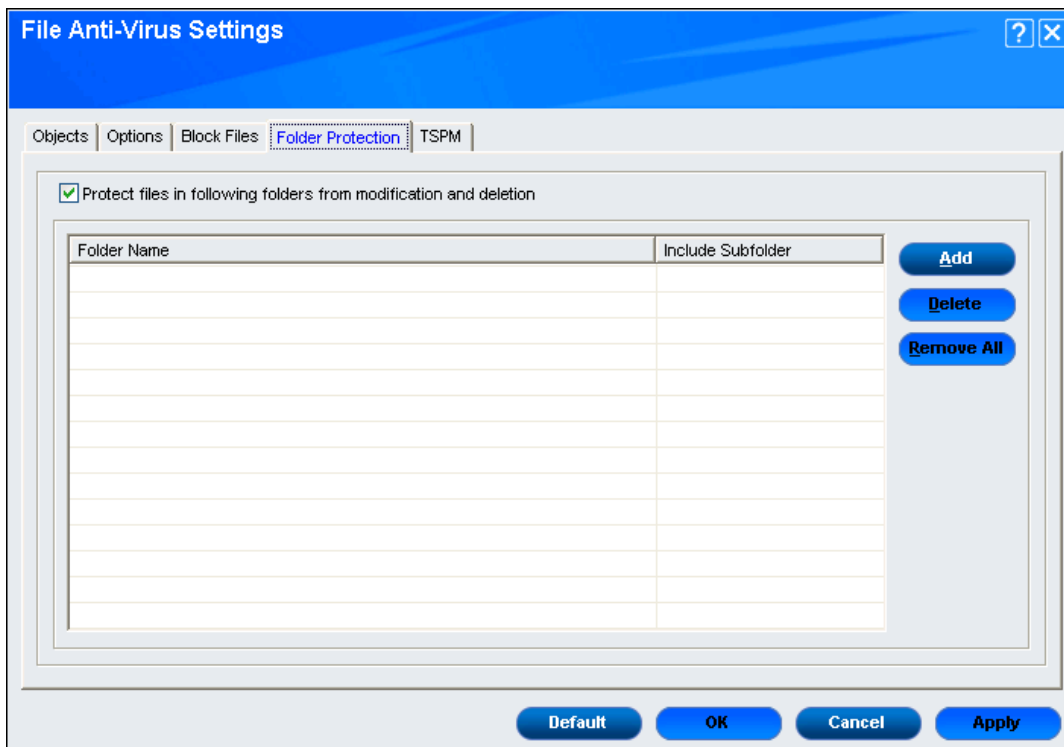 File Anti-Virus Settings
?
Objects Options Block Files Folder Protection TSPM
Protect files in following folders from modification and deletion
Folder Name Include Subfolder
Add
Delete
Remove All
Default OK Cancel Apply